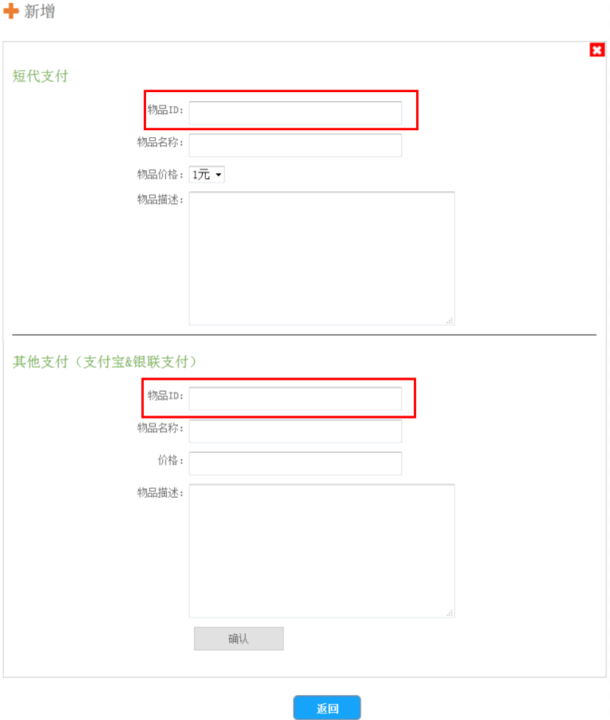 新增
短代支付
物品ID:
物品名称:
物品价格: 1元
物品描述:
其他支付（支付宝&银联支付）
物品ID:
物品名称:
价格:
物品描述:
确认
返回